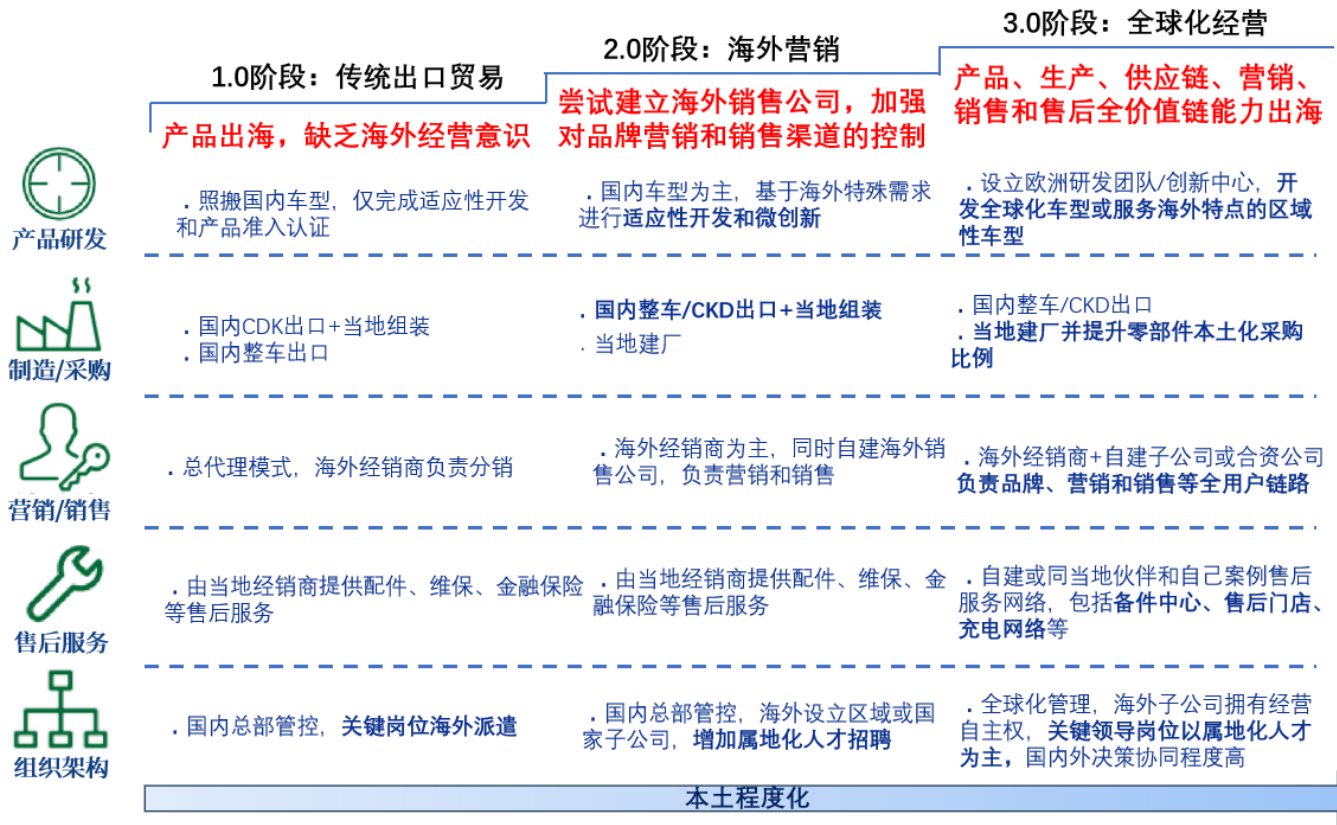 1.0阶段：传统出口贸易
产品出海，缺乏海外经营意识
2.0阶段：海外营销
尝试建立海外销售公司，加强
对品牌营销和销售渠道的控制
3.0阶段：全球化经营
产品、生产、供应链、营销、
销售和售后全价值链能力出海
产品研发
. 照搬国内车型，仅完成适应性开发
和产品准入认证
. 国内车型为主，基于海外特殊需求
进行适应性开发和微创新
. 设立欧洲研发团队/创新中心，开
发全球化车型或服务海外特点的区域
性车型
制造/采购
. 国内CDK出口+当地组装
. 国内整车出口
. 国内整车/CKD出口+当地组装
. 当地建厂
. 国内整车/CKD出口
. 当地建厂并提升零部件本土化采购
比例
营销/销售
. 总代理模式，海外经销商负责分销
. 海外经销商为主，同时自建海外销
售公司，负责营销和销售
. 海外经销商+自建子公司或合资公司
负责品牌、营销和销售等全用户链路
售后服务
. 由当地经销商提供配件、维保、金融保险
等售后服务
. 由当地经销商提供配件、维保、金
融保险等售后服务
. 自建或同当地伙伴和自己案例售后
服务网络，包括备件中心、售后门店、
充电网络等
组织架构
. 国内总部管控，关键岗位海外派遣
. 国内总部管控，海外设立区域或国
家子公司，增加属地化人才招聘
. 全球化管理，海外子公司拥有经营
自主权，关键领导岗位以属地化人才
为主，国内外决策协同程度高
本土程度化